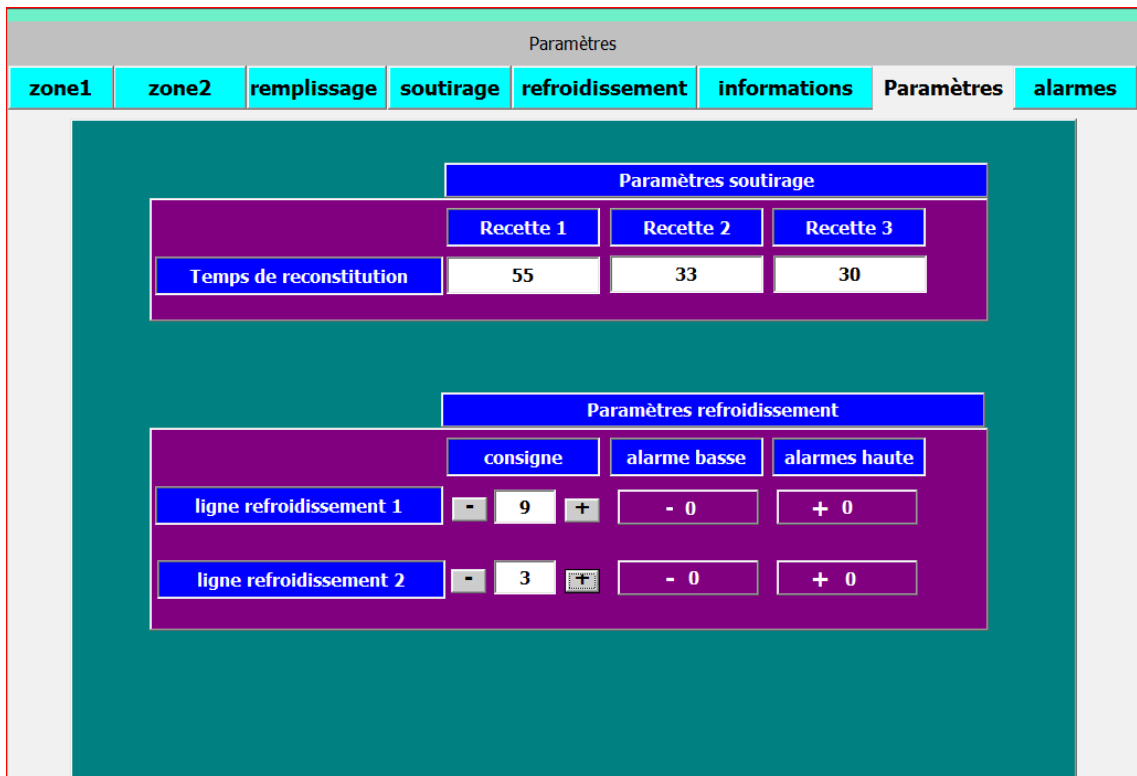 Paramètres
zone1 zone2 remplissage soutirage refroidissement informations Paramètres alarmes
Paramètres soutirage
Recette 1 Recette 2 Recette 3
Temps de reconstitution 55 33 30
Paramètres refroidissement
consigne alarme basse alarmes haute
ligne refroidissement 1 - 9 + - 0 + 0
ligne refroidissement 2 - 3 + - 0 + 0